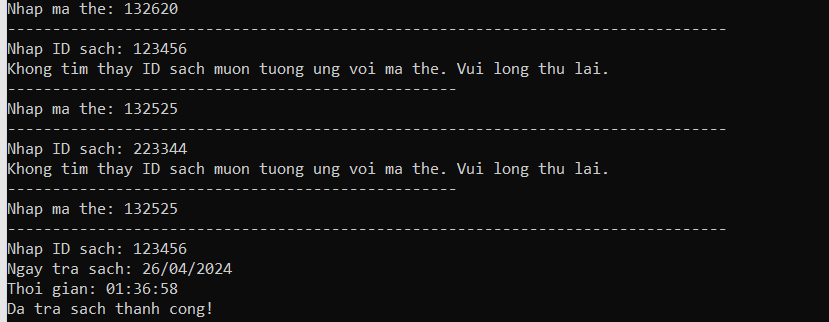 Nhap ma the: 132620
--------------------------------------------------------------------------------
Nhap ID sach: 123456
Khong tim thay ID sach muon tuong ung voi ma the. Vui long thu lai.
--------------------------------------------------
Nhap ma the: 132525
--------------------------------------------------------------------------------
Nhap ID sach: 223344
Khong tim thay ID sach muon tuong ung voi ma the. Vui long thu lai.
--------------------------------------------------
Nhap ma the: 132525
--------------------------------------------------------------------------------
Nhap ID sach: 123456
Ngay tra sach: 26/04/2024
Thoi gian: 01:36:58
Da tra sach thanh cong!